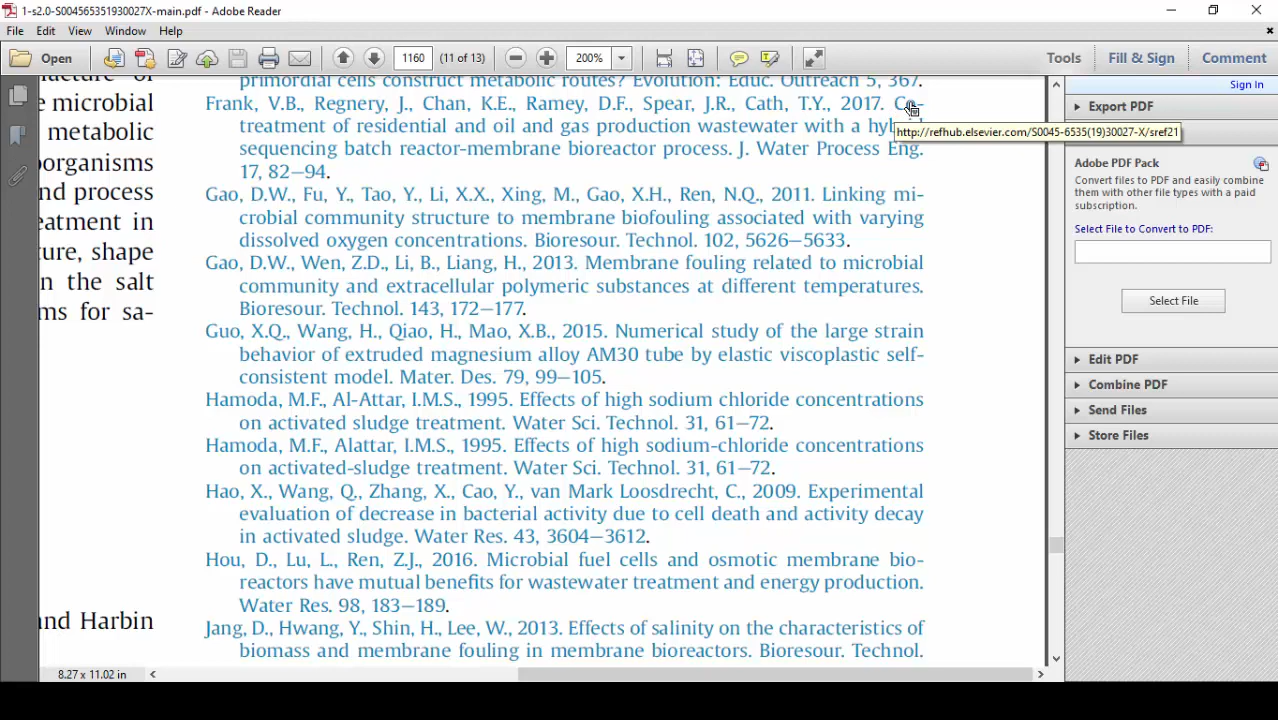 1-s2.0-S004565351930027X-main.pdf - Adobe Reader
File Edit View Window Help
Open 1160 (11 of 13) 200% Tools Fill & Sign Comment
Sign In
Export PDF
Adobe PDF Pack
Convert files to PDF and easily combine
them with other file types with a paid
subscription.
Select File to Convert to PDF:
Select File
Edit PDF
Combine PDF
Send Files
Store Files
e microbial
metabolic
organisms
nd process
eatment in
ure, shape
n the salt
ms for sa-
nd Harbin
primordial cells construct metabolic routes? Evolution: Educ. Outreach 5, 367.
Frank, V.B., Regnery, J., Chan, K.E., Ramey, D.F., Spear, J.R., Cath, T.Y., 2017. Co-
treatment of residential and oil and gas production wastewater with a hyb
http://refhub.elsevier.com/S0045-6535(19)30027-X/sref21
sequencing batch reactor-membrane bioreactor process. J. Water Process Eng.
17, 82–94.
Gao, D.W., Fu, Y., Tao, Y., Li, X.X., Xing, M., Gao, X.H., Ren, N.Q., 2011. Linking mi-
crobial community structure to membrane biofouling associated with varying
dissolved oxygen concentrations. Bioresour. Technol. 102, 5626–5633.
Gao, D.W., Wen, Z.D., Li, B., Liang, H., 2013. Membrane fouling related to microbial
community and extracellular polymeric substances at different temperatures.
Bioresour. Technol. 143, 172–177.
Guo, X.Q., Wang, H., Qiao, H., Mao, X.B., 2015. Numerical study of the large strain
behavior of extruded magnesium alloy AM30 tube by elastic viscoplastic self-
consistent model. Mater. Des. 79, 99–105.
Hamoda, M.F., Al-Attar, I.M.S., 1995. Effects of high sodium chloride concentrations
on activated sludge treatment. Water Sci. Technol. 31, 61–72.
Hamoda, M.F., Alattar, I.M.S., 1995. Effects of high sodium-chloride concentrations
on activated-sludge treatment. Water Sci. Technol. 31, 61–72.
Hao, X., Wang, Q., Zhang, X., Cao, Y., van Mark Loosdrecht, C., 2009. Experimental
evaluation of decrease in bacterial activity due to cell death and activity decay
in activated sludge. Water Res. 43, 3604–3612.
Hou, D., Lu, L., Ren, Z.J., 2016. Microbial fuel cells and osmotic membrane bio-
reactors have mutual benefits for wastewater treatment and energy production.
Water Res. 98, 183–189.
Jang, D., Hwang, Y., Shin, H., Lee, W., 2013. Effects of salinity on the characteristics of
biomass and membrane fouling in membrane bioreactors. Bioresour. Technol.
8.27 x 11.02 in